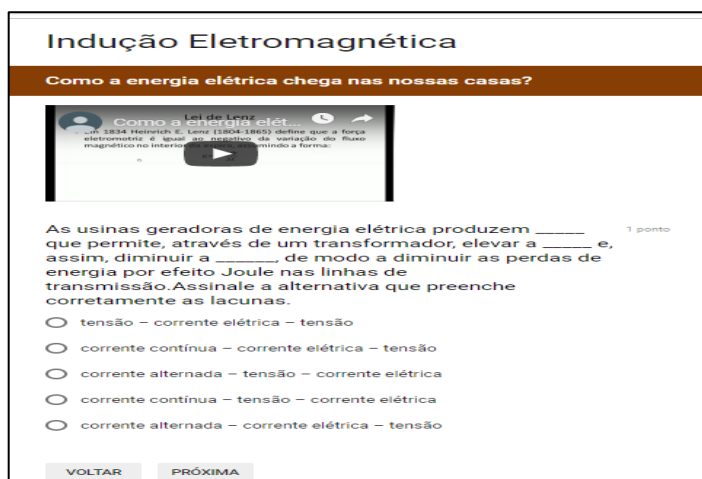 Indução Eletromagnética
Como a energia elétrica chega nas nossas casas?
Como a energia elét...
Lei de Lenz
Em 1834 Heinrich E. Lenz (1804-1865) define que a força
eletromotriz é igual ao negativo da variação do fluxo
magnético no interior da espira, assumindo a forma:
As usinas geradoras de energia elétrica produzem _____
1 ponto
que permite, através de um transformador, elevar a _____ e,
assim, diminuir a ______, de modo a diminuir as perdas de
energia por efeito Joule nas linhas de
transmissão.Assinale a alternativa que preenche
corretamente as lacunas.
tensão – corrente elétrica – tensão
corrente contínua – corrente elétrica – tensão
corrente alternada – tensão – corrente elétrica
corrente contínua – tensão – corrente elétrica
corrente alternada – corrente elétrica – tensão
VOLTAR
PRÓXIMA